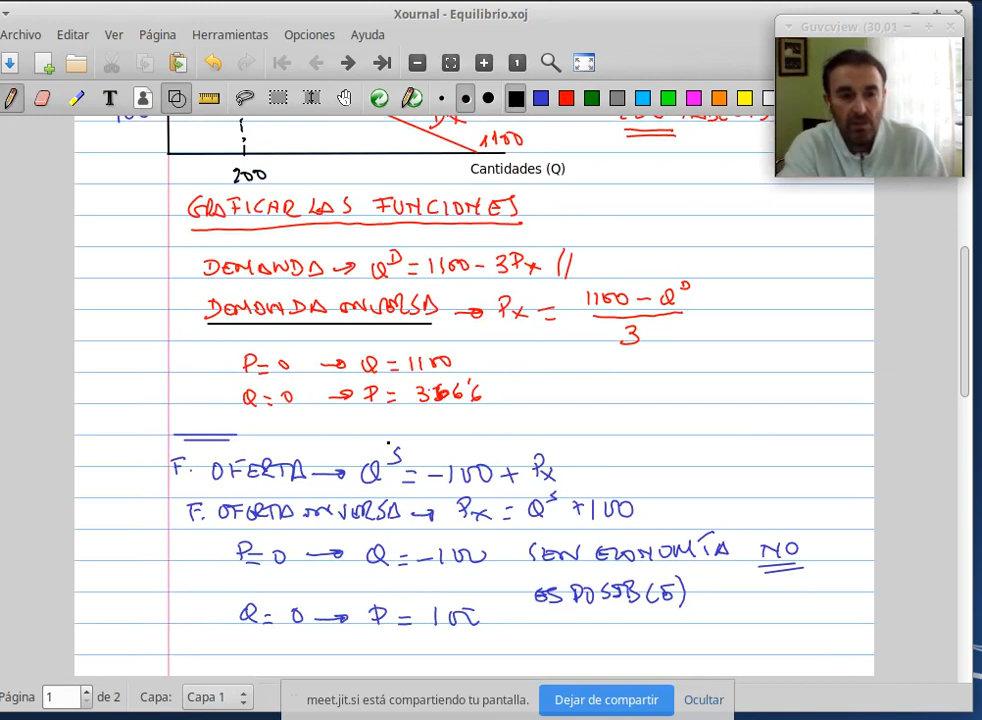 Xournal - Equilibrio.xoj
Guvcview (30,01
Archivo Editar Ver Página Herramientas Opciones Ayuda
1100
Cantidades (Q)
200
GRAFICAR LAS FUNCIONES
DEMANDA → Q^D = 1100 - 3Px //
DEMANDA INVERSA → Px = (1100 - Q^D) / 3
P = 0 → Q = 1100
Q = 0 → P = 366'6
F. OFERTA → Q^S = -100 + Px
F. OFERTA INVERSA → Px = Q^S + 100
P = 0 → Q = -100 (EN ECONOMÍA NO
ES POSIBLE)
Q = 0 → P = 100
Página 1 de 2 Capa: Capa 1
meet.jit.si está compartiendo tu pantalla. Dejar de compartir Ocultar